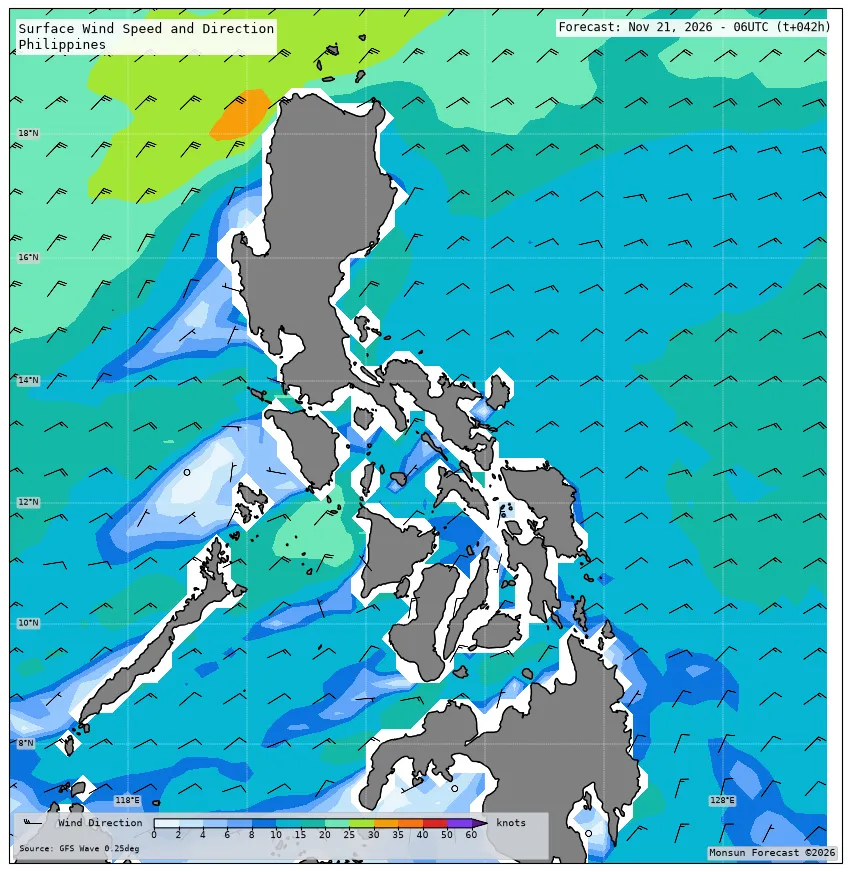 Surface Wind Speed and Direction
Philippines
Forecast: Nov 21, 2026 - 06UTC (t+042h)
18°N
16°N
14°N
12°N
10°N
8°N
118°E
128°E
Wind Direction
0 2 4 6 8 10 15 20 25 30 35 40 50 60
knots
Source: GFS Wave 0.25deg
Monsun Forecast ©2026